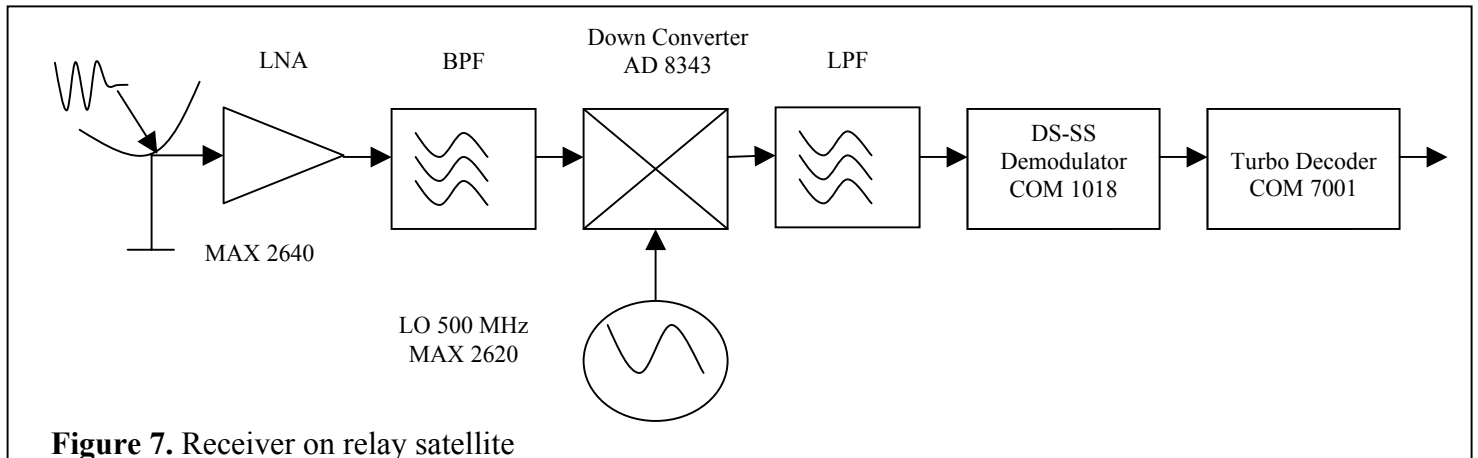 LNA
BPF
Down Converter
AD 8343
LPF
DS-SS
Demodulator
COM 1018
Turbo Decoder
COM 7001
MAX 2640
LO 500 MHz
MAX 2620
Figure 7. Receiver on relay satellite